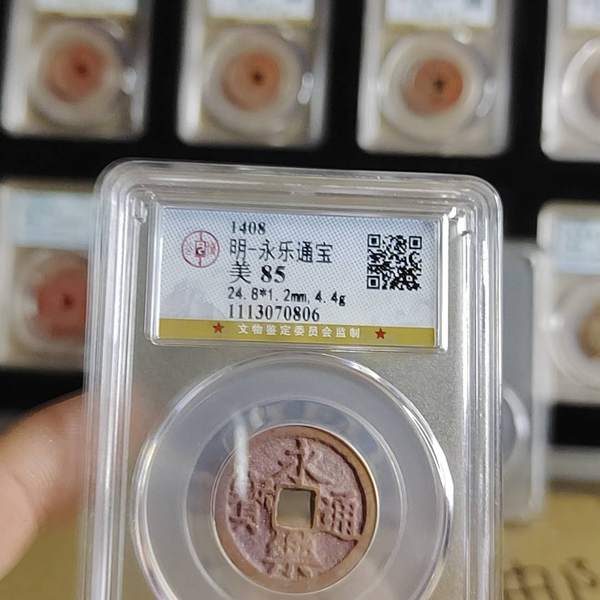 1408
明-永乐通宝
美 85
24.8*1.2mm,4.4g
1113070806
★ 文物鉴定委员会监制 ★
永樂通寶